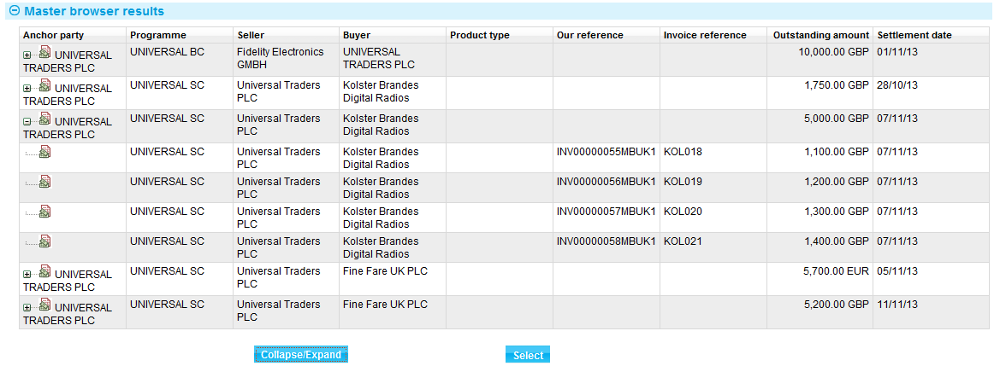 Master browser results
Anchor party Programme Seller Buyer Product type Our reference Invoice reference Outstanding amount Settlement date
UNIVERSAL TRADERS PLC UNIVERSAL BC Fidelity Electronics GMBH UNIVERSAL TRADERS PLC 10,000.00 GBP 01/11/13
UNIVERSAL TRADERS PLC UNIVERSAL SC Universal Traders PLC Kolster Brandes Digital Radios 1,750.00 GBP 28/10/13
UNIVERSAL TRADERS PLC UNIVERSAL SC Universal Traders PLC Kolster Brandes Digital Radios 5,000.00 GBP 07/11/13
UNIVERSAL SC Universal Traders PLC Kolster Brandes Digital Radios INV00000055MBUK1 KOL018 1,100.00 GBP 07/11/13
UNIVERSAL SC Universal Traders PLC Kolster Brandes Digital Radios INV00000056MBUK1 KOL019 1,200.00 GBP 07/11/13
UNIVERSAL SC Universal Traders PLC Kolster Brandes Digital Radios INV00000057MBUK1 KOL020 1,300.00 GBP 07/11/13
UNIVERSAL SC Universal Traders PLC Kolster Brandes Digital Radios INV00000058MBUK1 KOL021 1,400.00 GBP 07/11/13
UNIVERSAL TRADERS PLC UNIVERSAL SC Universal Traders PLC Fine Fare UK PLC 5,700.00 EUR 05/11/13
UNIVERSAL TRADERS PLC UNIVERSAL SC Universal Traders PLC Fine Fare UK PLC 5,200.00 GBP 11/11/13
Collapse/Expand Select